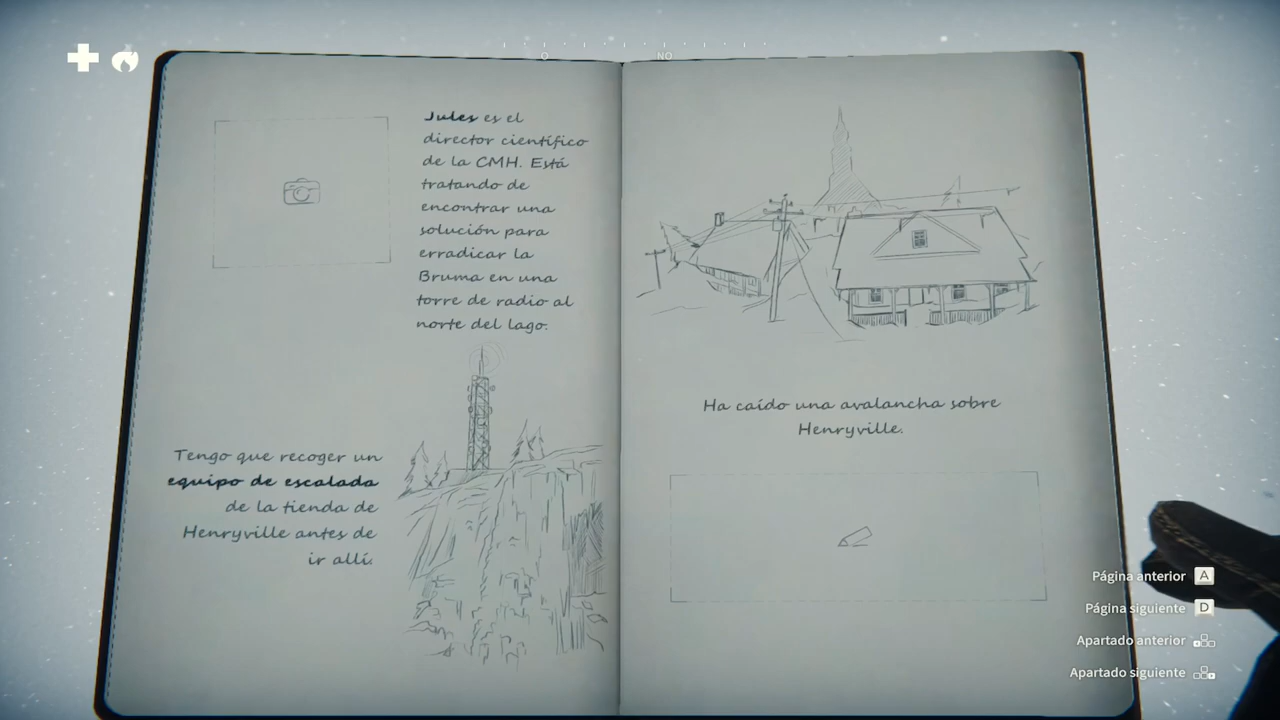 O
NO
Jules es el
director científico
de la CMH. Está
tratando de
encontrar una
solución para
erradicar la
Bruma en una
torre de radio al
norte del lago.
Tengo que recoger un
equipo de escalada
de la tienda de
Henryville antes de
ir allí.
Ha caído una avalancha sobre
Henryville.
Página anterior A
Página siguiente D
Apartado anterior
Apartado siguiente